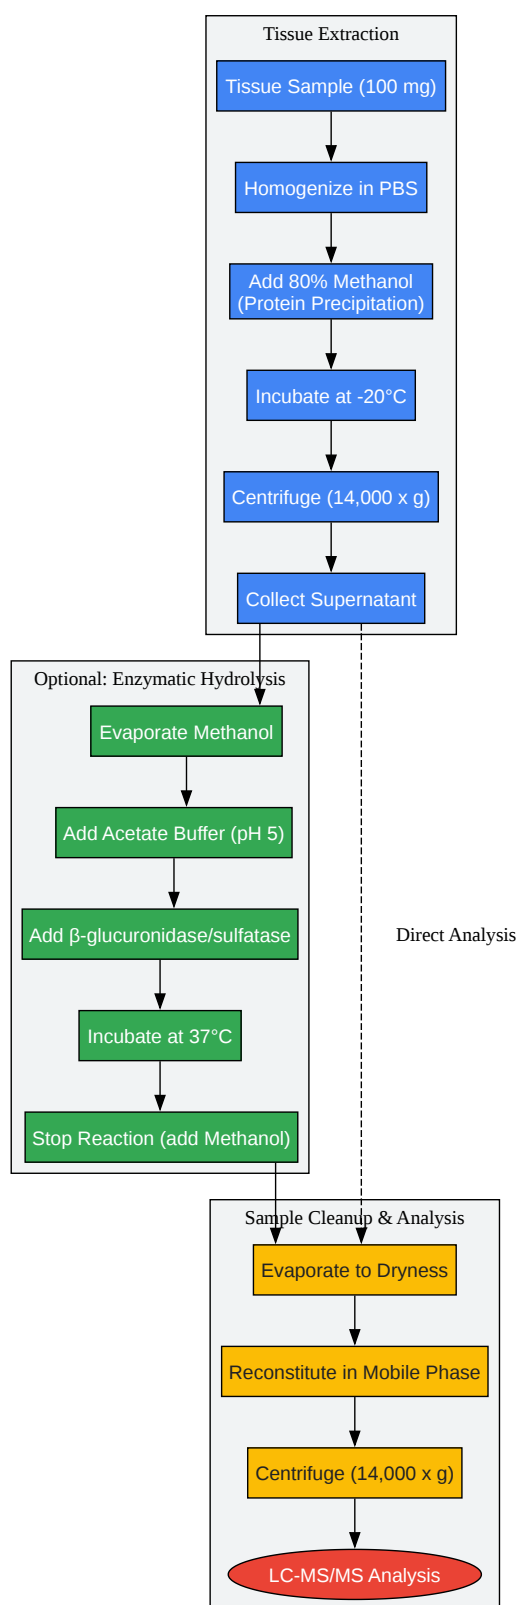 Tissue Extraction
Tissue Sample (100 mg)
Homogenize in PBS
Add 80% Methanol
(Protein Precipitation)
Incubate at -20°C
Centrifuge (14,000 x g)
Collect Supernatant
Optional: Enzymatic Hydrolysis
Evaporate Methanol
Add Acetate Buffer (pH 5)
Add β-glucuronidase/sulfatase
Incubate at 37°C
Stop Reaction (add Methanol)
Direct Analysis
Sample Cleanup & Analysis
Evaporate to Dryness
Reconstitute in Mobile Phase
Centrifuge (14,000 x g)
LC-MS/MS Analysis